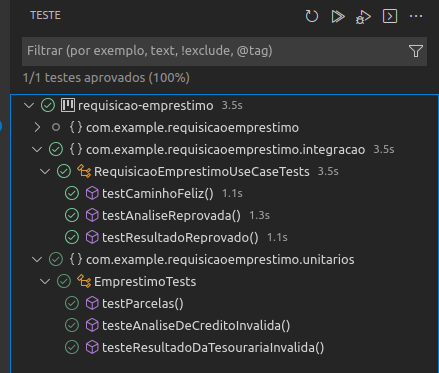 TESTE
Filtrar (por exemplo, text, !exclude, @tag)
1/1 testes aprovados (100%)
requisicao-emprestimo 3.5s
{ } com.example.requisicaoemprestimo
{ } com.example.requisicaoemprestimo.integracao 3.5s
RequisicaoEmprestimoUseCaseTests 3.5s
testCaminhoFeliz() 1.1s
testAnaliseReprovada() 1.3s
testResultadoReprovado() 1.1s
{ } com.example.requisicaoemprestimo.unitarios
EmprestimoTests
testParcelas()
testeAnaliseDeCreditoInvalida()
testeResultadoDaTesourariaInvalida()